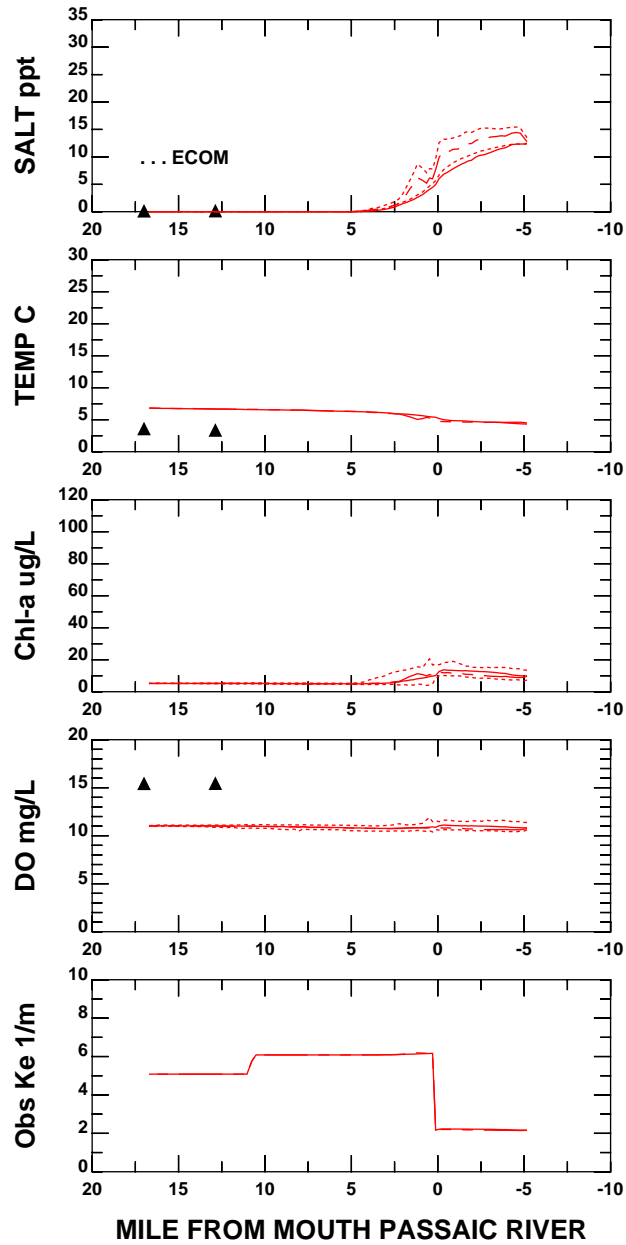 SALT ppt
35
30
25
20
15
10
5
0
. . . ECOM
20 15 10 5 0 -5 -10
TEMP C
30
25
20
15
10
5
0
20 15 10 5 0 -5 -10
Chl-a ug/L
120
100
80
60
40
20
0
20 15 10 5 0 -5 -10
DO mg/L
20
15
10
5
0
20 15 10 5 0 -5 -10
Obs Ke 1/m
10
8
6
4
2
0
20 15 10 5 0 -5 -10
MILE FROM MOUTH PASSAIC RIVER